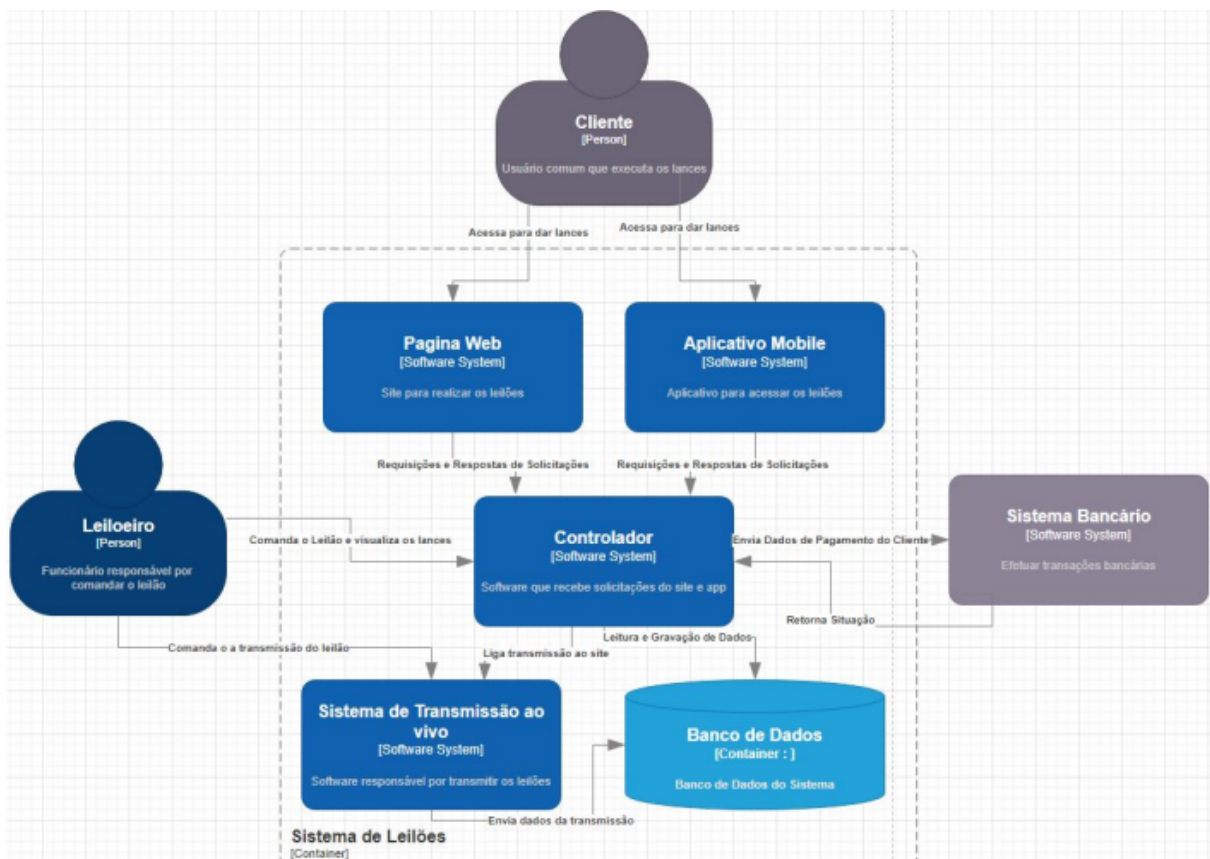 Cliente
[Person]
Usuário comum que executa os lances
Acessa para dar lances
Acessa para dar lances
Pagina Web
[Software System]
Site para realizar os leilões
Aplicativo Mobile
[Software System]
Aplicativo para acessar os leilões
Requisições e Respostas de Solicitações
Requisições e Respostas de Solicitações
Leiloeiro
[Person]
Funcionário responsável por
comandar o leilão
Comanda o Leilão e visualiza os lances
Controlador
[Software System]
Software que recebe solicitações do site e app
Envia Dados de Pagamento do Cliente
Sistema Bancário
[Software System]
Efetuar transações bancárias
Retorna Situação
Leitura e Gravação de Dados
Comanda o a transmissão do leilão
Liga transmissão ao site
Sistema de Transmissão ao
vivo
[Software System]
Software responsável por transmitir os leilões
Banco de Dados
[Container : ]
Banco de Dados do Sistema
Envia dados da transmissão
Sistema de Leilões
[Container]